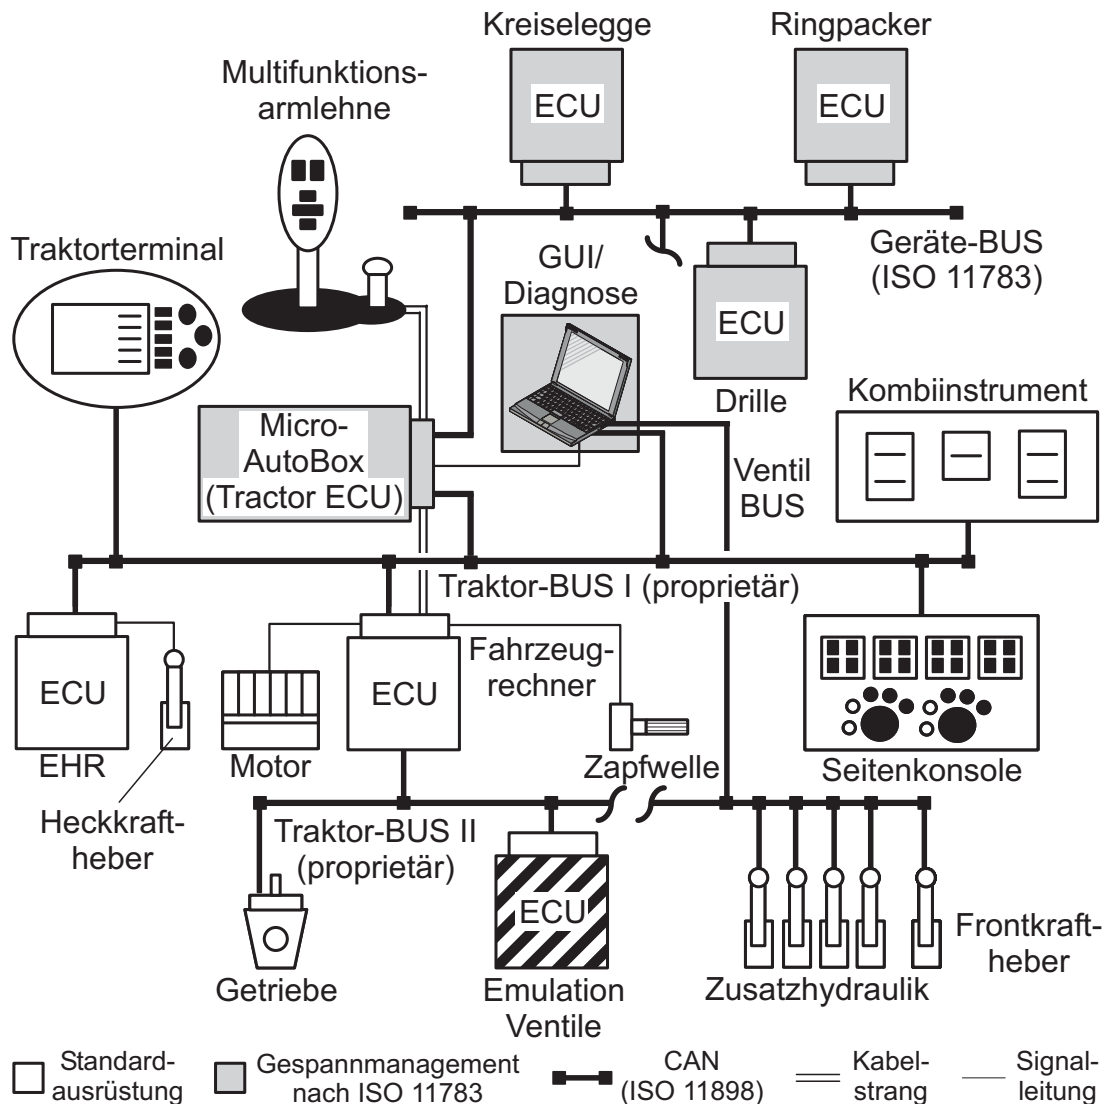 Kreiselegge
Ringpacker
Multifunktions-
armlehne
ECU
ECU
Traktorterminal
GUI/
Diagnose
Geräte-BUS
(ISO 11783)
ECU
Drille
Kombiinstrument
Micro-
AutoBox
(Tractor ECU)
Ventil
BUS
Traktor-BUS I (proprietär)
ECU
EHR
Motor
ECU
Fahrzeug-
rechner
Zapfwelle
Seitenkonsole
Heckkraft-
heber
Traktor-BUS II
(proprietär)
ECU
Getriebe
Emulation
Ventile
Zusatzhydraulik
Frontkraft-
heber
Standard-
ausrüstung
Gespannmanagement
nach ISO 11783
CAN
(ISO 11898)
Kabel-
strang
Signal-
leitung